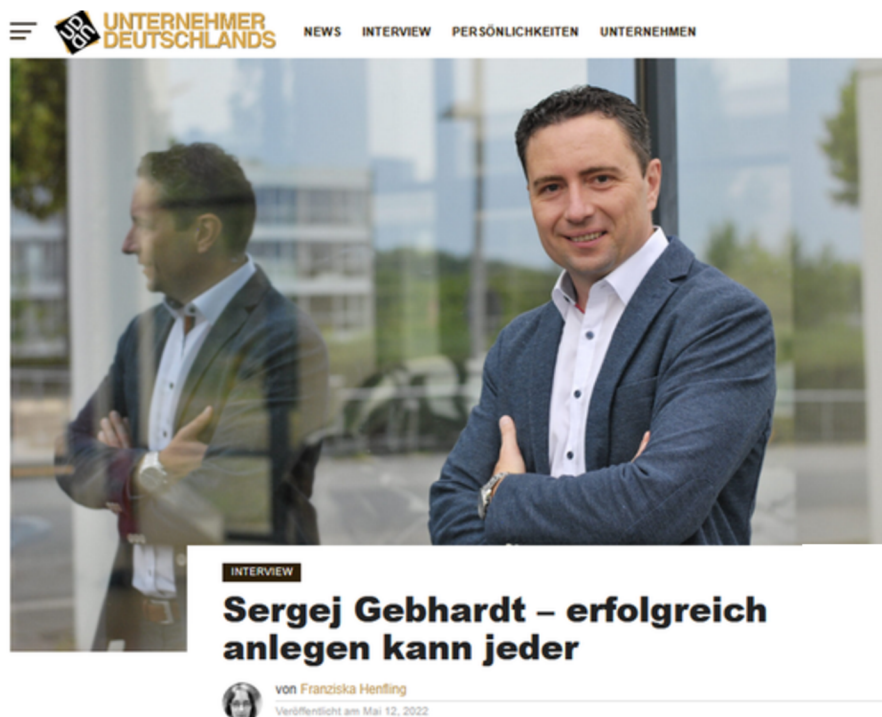 UNTERNEHMER
DEUTSCHLANDS
NEWS INTERVIEW PERSÖNLICHKEITEN UNTERNEHMEN
INTERVIEW
Sergej Gebhardt – erfolgreich
anlegen kann jeder
von Franziska Henfling
Veröffentlicht am Mai 12, 2022